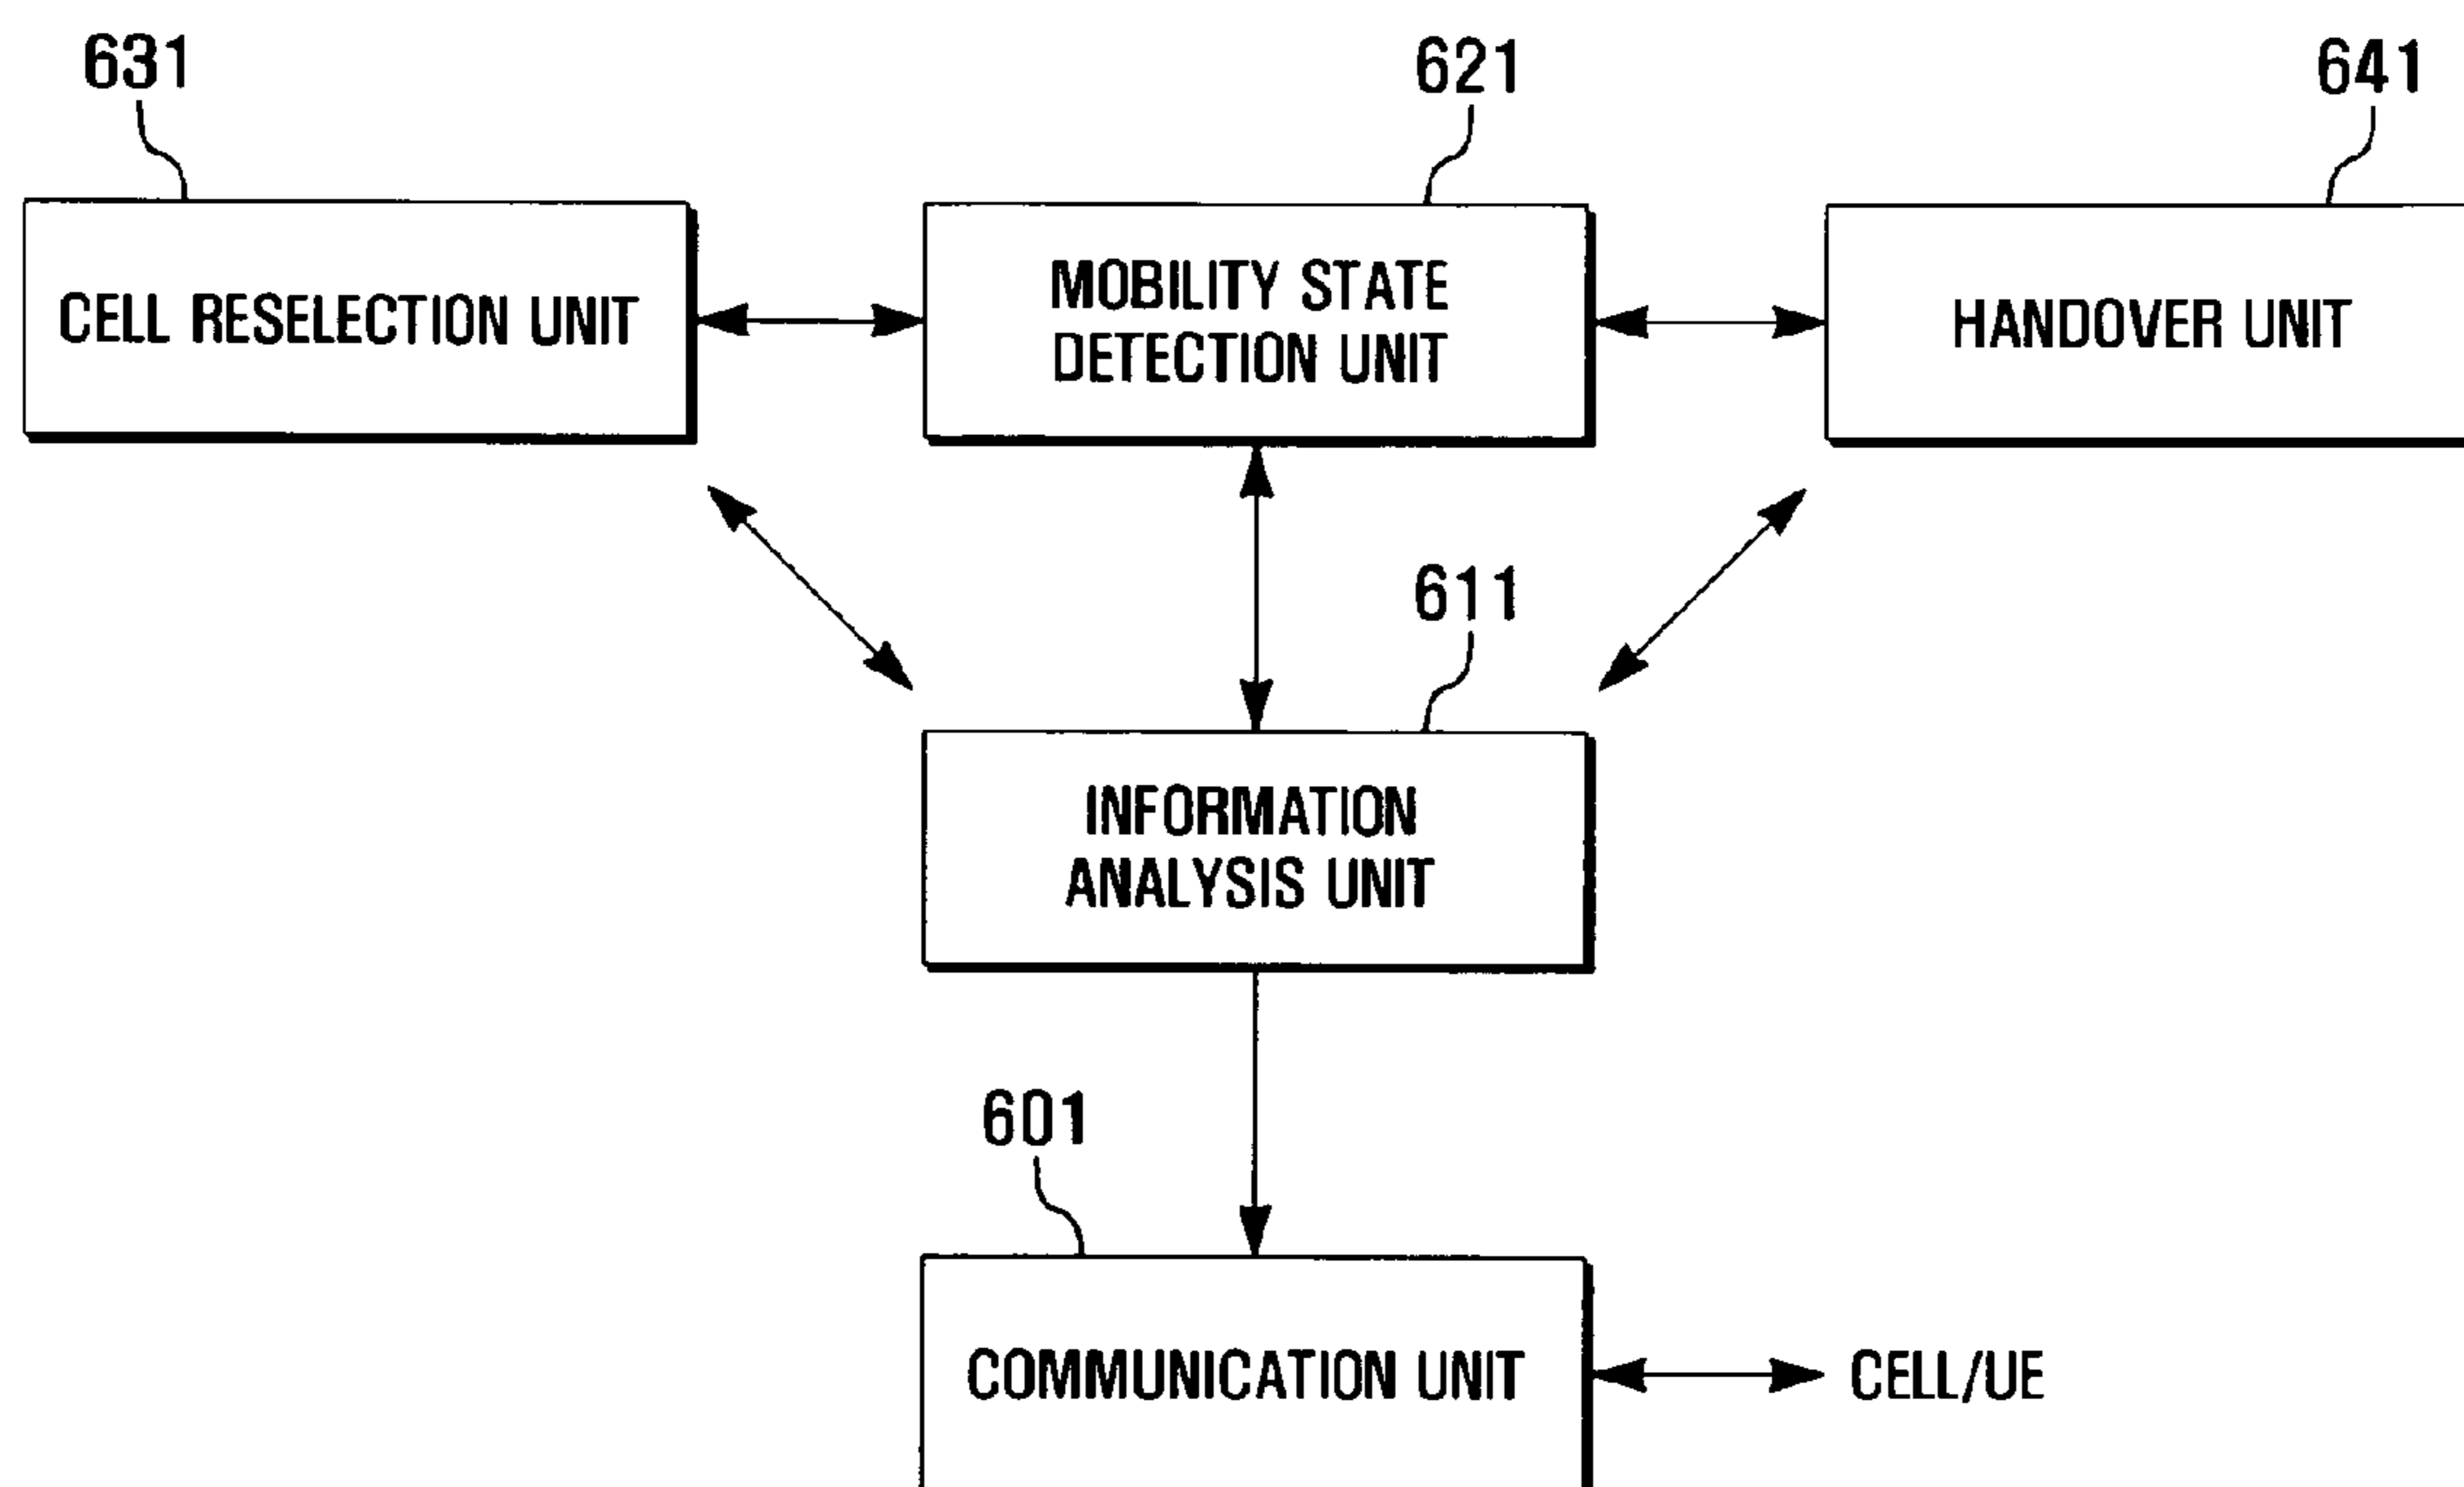 631
621
641
CELL RESELECTION UNIT
MOBILITY STATE
DETECTION UNIT
HANDOVER UNIT
611
INFORMATION
ANALYSIS UNIT
601
COMMUNICATION UNIT
CELL/UE